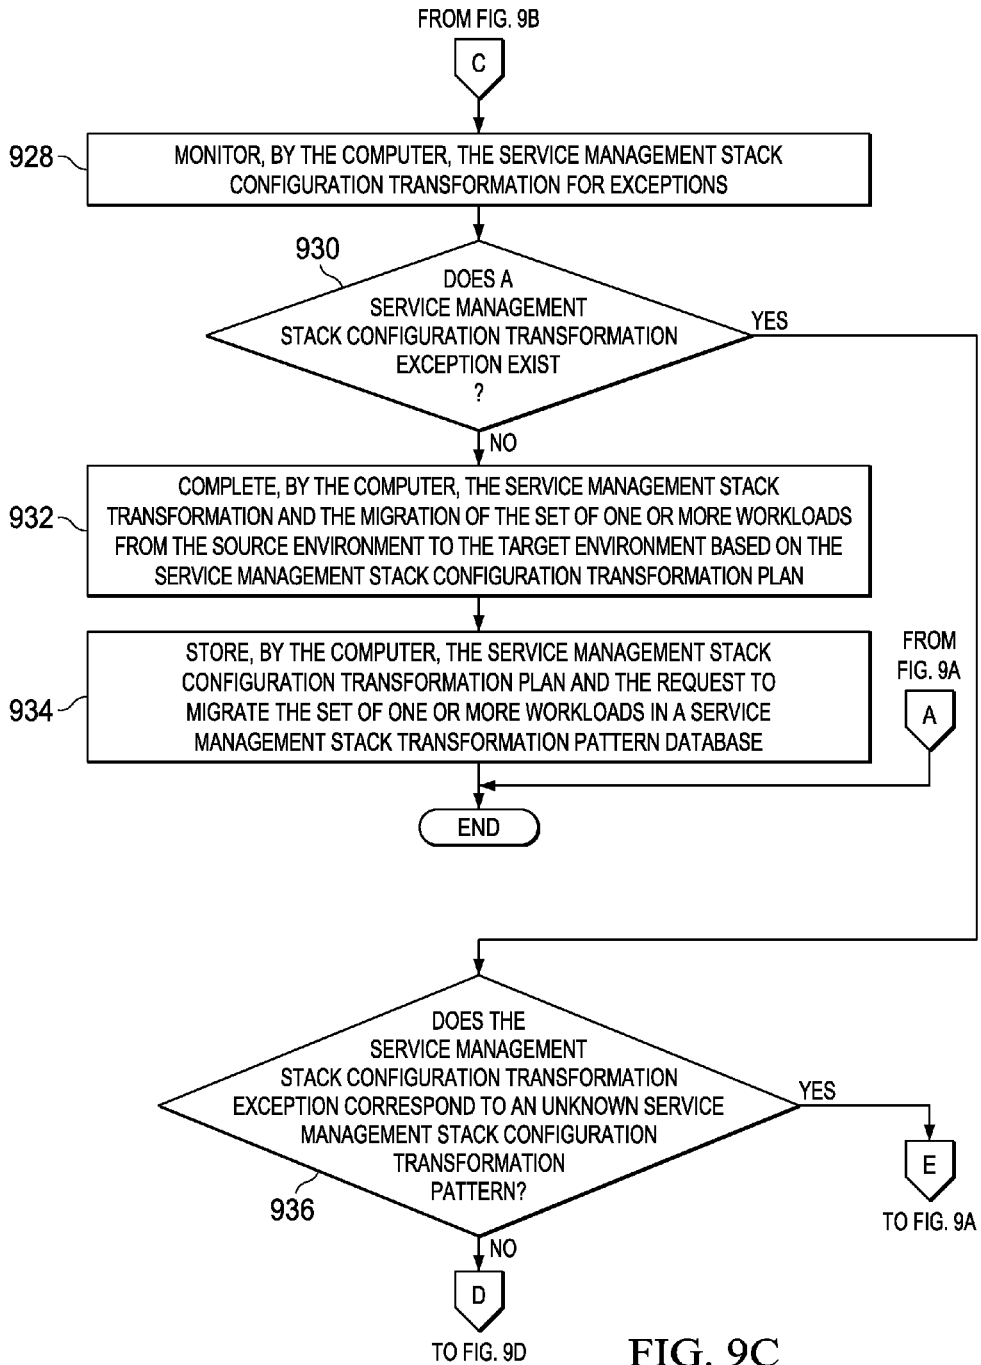 FROM FIG. 9B
C
928
MONITOR, BY THE COMPUTER, THE SERVICE MANAGEMENT STACK
CONFIGURATION TRANSFORMATION FOR EXCEPTIONS
930
DOES A
SERVICE MANAGEMENT
STACK CONFIGURATION TRANSFORMATION
EXCEPTION EXIST
?
YES
NO
932
COMPLETE, BY THE COMPUTER, THE SERVICE MANAGEMENT STACK
TRANSFORMATION AND THE MIGRATION OF THE SET OF ONE OR MORE WORKLOADS
FROM THE SOURCE ENVIRONMENT TO THE TARGET ENVIRONMENT BASED ON THE
SERVICE MANAGEMENT STACK CONFIGURATION TRANSFORMATION PLAN
934
STORE, BY THE COMPUTER, THE SERVICE MANAGEMENT STACK
CONFIGURATION TRANSFORMATION PLAN AND THE REQUEST TO
MIGRATE THE SET OF ONE OR MORE WORKLOADS IN A SERVICE
MANAGEMENT STACK TRANSFORMATION PATTERN DATABASE
FROM
FIG. 9A
A
END
DOES THE
SERVICE MANAGEMENT
STACK CONFIGURATION TRANSFORMATION
EXCEPTION CORRESPOND TO AN UNKNOWN SERVICE
MANAGEMENT STACK CONFIGURATION
TRANSFORMATION
PATTERN?
936
YES
E
TO FIG. 9A
NO
D
TO FIG. 9D
FIG. 9C